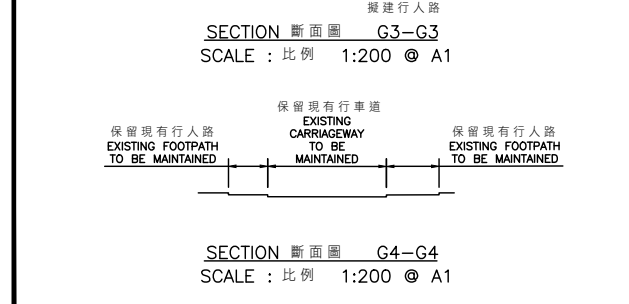 擬建行人路
SECTION 斷面圖 G3-G3
SCALE : 比例 1:200 @ A1
保留現有行車道
EXISTING
CARRIAGEWAY
TO BE
MAINTAINED
保留現有行人路
EXISTING FOOTPATH
TO BE MAINTAINED
保留現有行人路
EXISTING FOOTPATH
TO BE MAINTAINED
SECTION 斷面圖 G4-G4
SCALE : 比例 1:200 @ A1